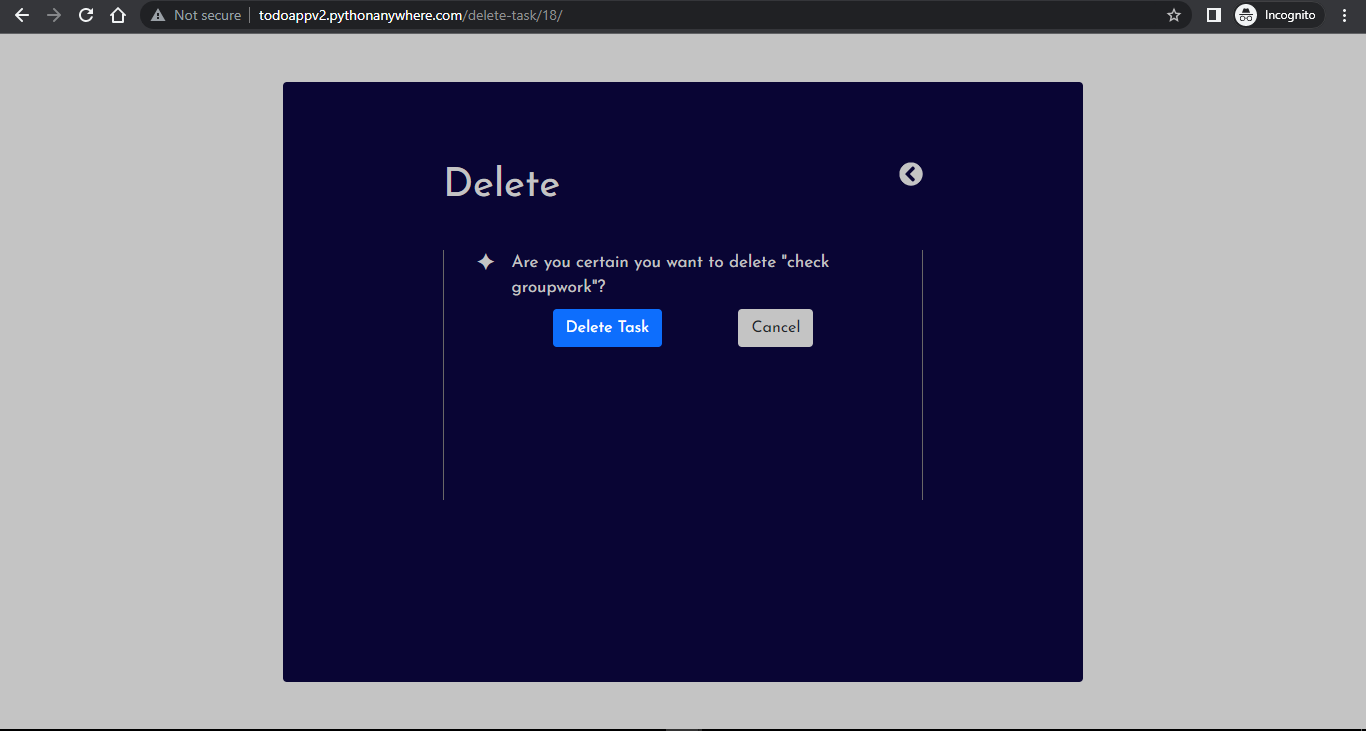 Not secure | todoappv2.pythonanywhere.com/delete-task/18/
Incognito
Delete
Are you certain you want to delete "check
groupwork"?
Delete Task
Cancel